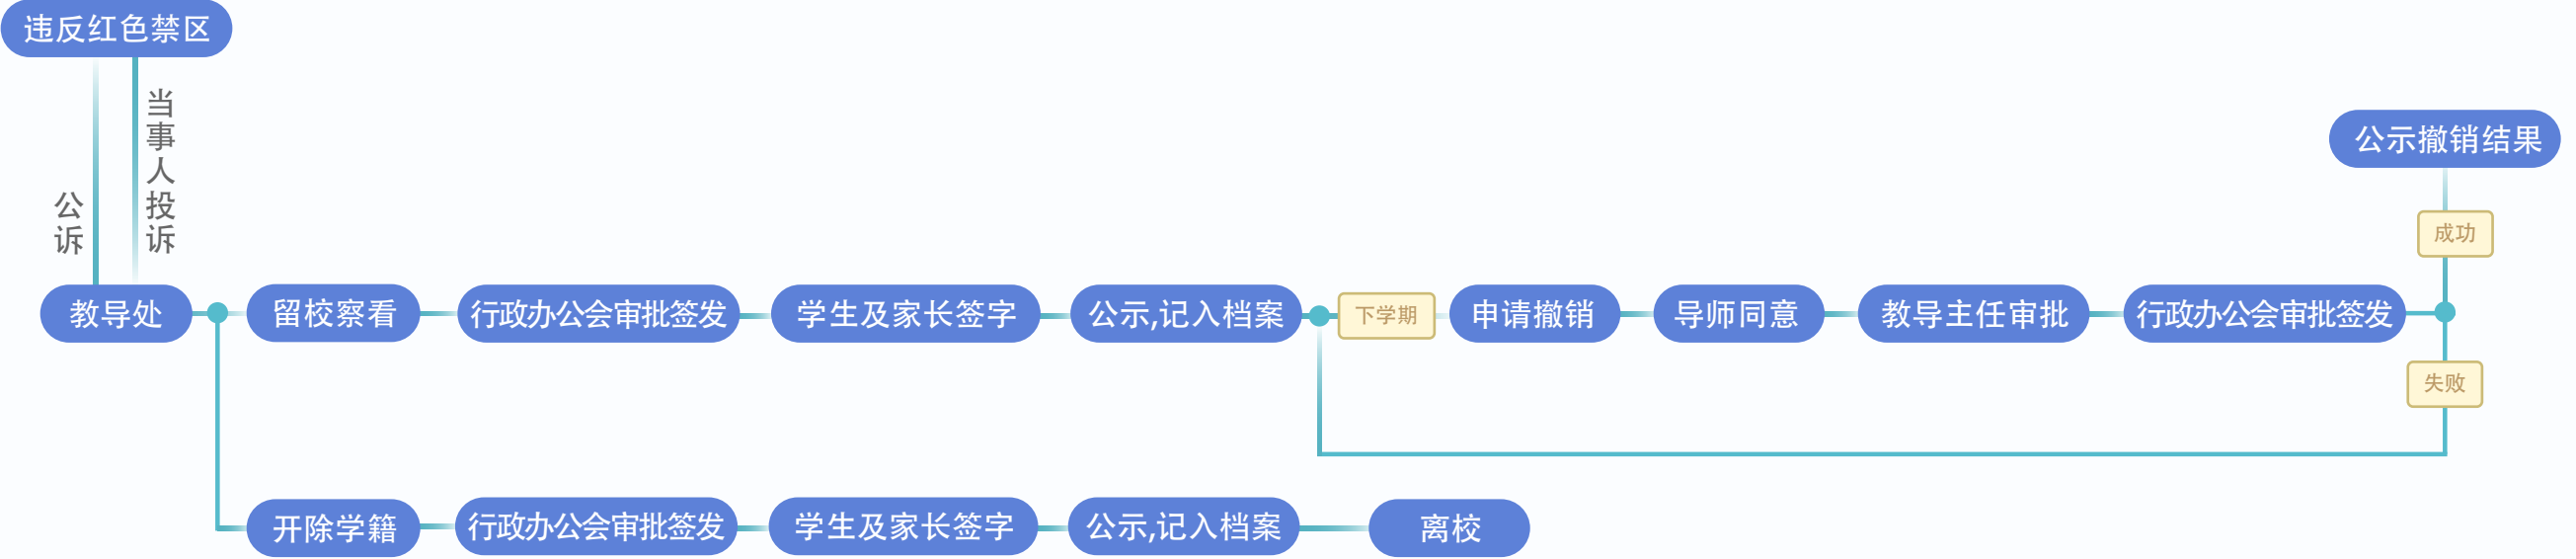 违反红色禁区
公诉
当事人投诉
教导处
留校察看
行政办公会审批签发
学生及家长签字
公示,记入档案
下学期
申请撤销
导师同意
教导主任审批
行政办公会审批签发
成功
公示撤销结果
失败
开除学籍
行政办公会审批签发
学生及家长签字
公示,记入档案
离校